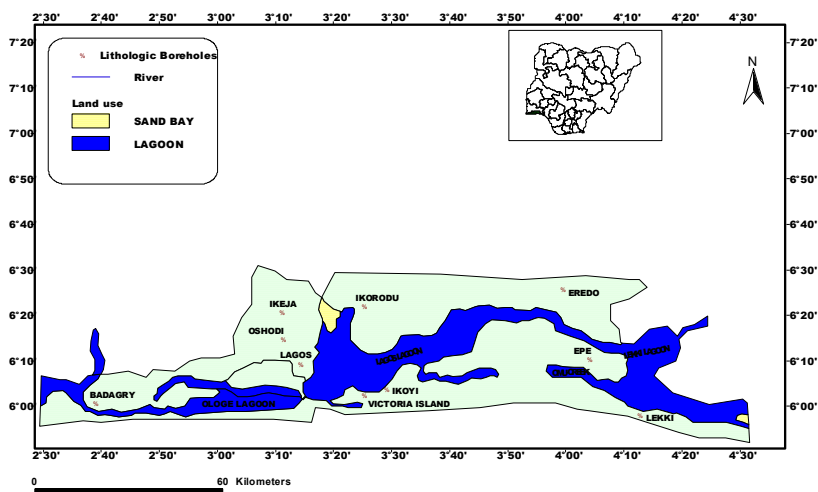 2°30' 2°40' 2°50' 3°00' 3°10' 3°20' 3°30' 3°40' 3°50' 4°00' 4°10' 4°20' 4°30'
7°20' 7°20'
7°10' 7°10'
7°00' 7°00'
6°50' 6°50'
6°40' 6°40'
6°30' 6°30'
6°20' 6°20'
6°10' 6°10'
6°00' 6°00'
Lithologic Boreholes
River
Land use
SAND BAY
LAGOON
N
IKEJA
IKORODU
EREDO
OSHODI
LAGOS
EPE
BADAGRY
IKOYI
LAGOON
VICTORIA ISLAND
LEKKI
2°30' 2°40' 2°50' 3°00' 3°10' 3°20' 3°30' 3°40' 3°50' 4°00' 4°10' 4°20' 4°30'
0 60 Kilometers